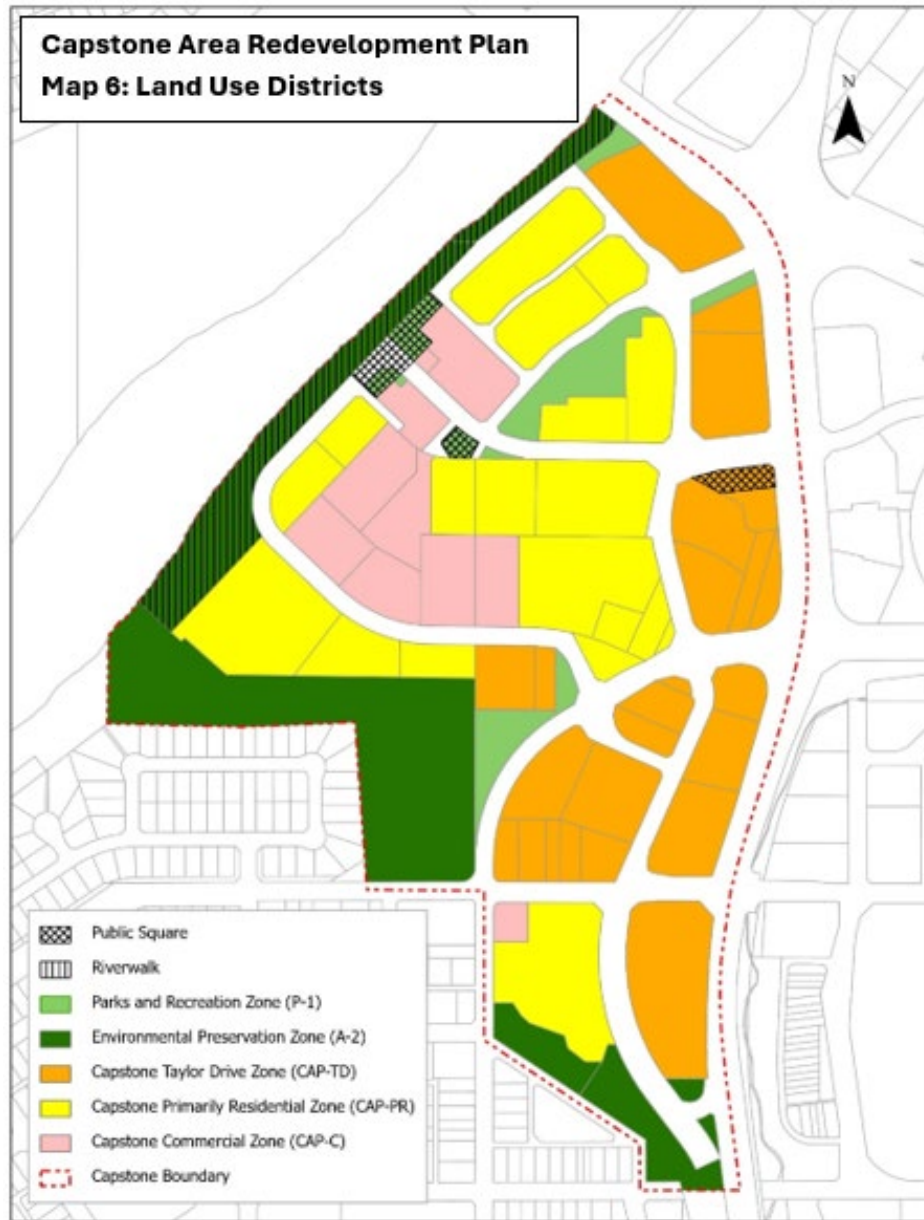 Capstone Area Redevelopment Plan
Map 6: Land Use Districts
N
Public Square
Riverwalk
Parks and Recreation Zone (P-1)
Environmental Preservation Zone (A-2)
Capstone Taylor Drive Zone (CAP-TD)
Capstone Primarily Residential Zone (CAP-PR)
Capstone Commercial Zone (CAP-C)
Capstone Boundary